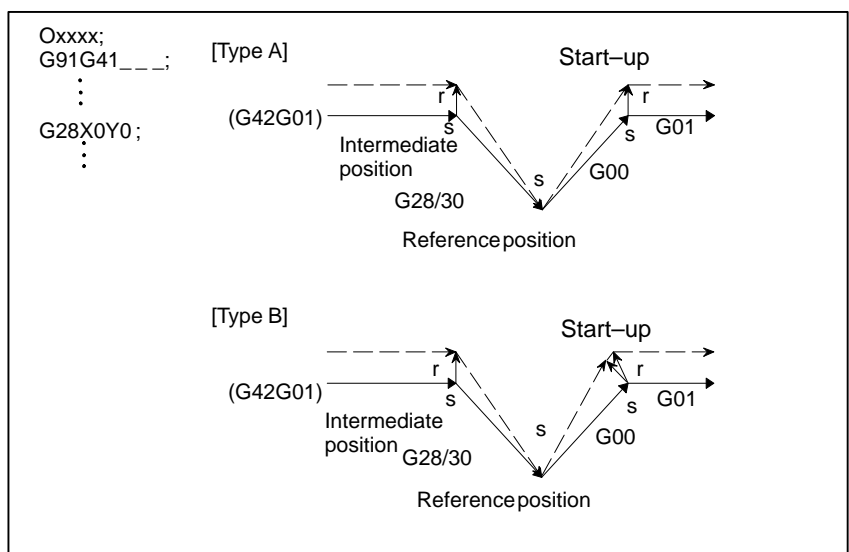 Oxxxx;
G91G41_ _ _;
G28X0Y0 ;
[Type A]
Start–up
r
r
(G42G01)
s
s
G01
Intermediate
position
s
G00
G28/30
Reference position
[Type B]
Start–up
r
r
(G42G01)
s
s
G01
Intermediate
position
s
G00
G28/30
Reference position